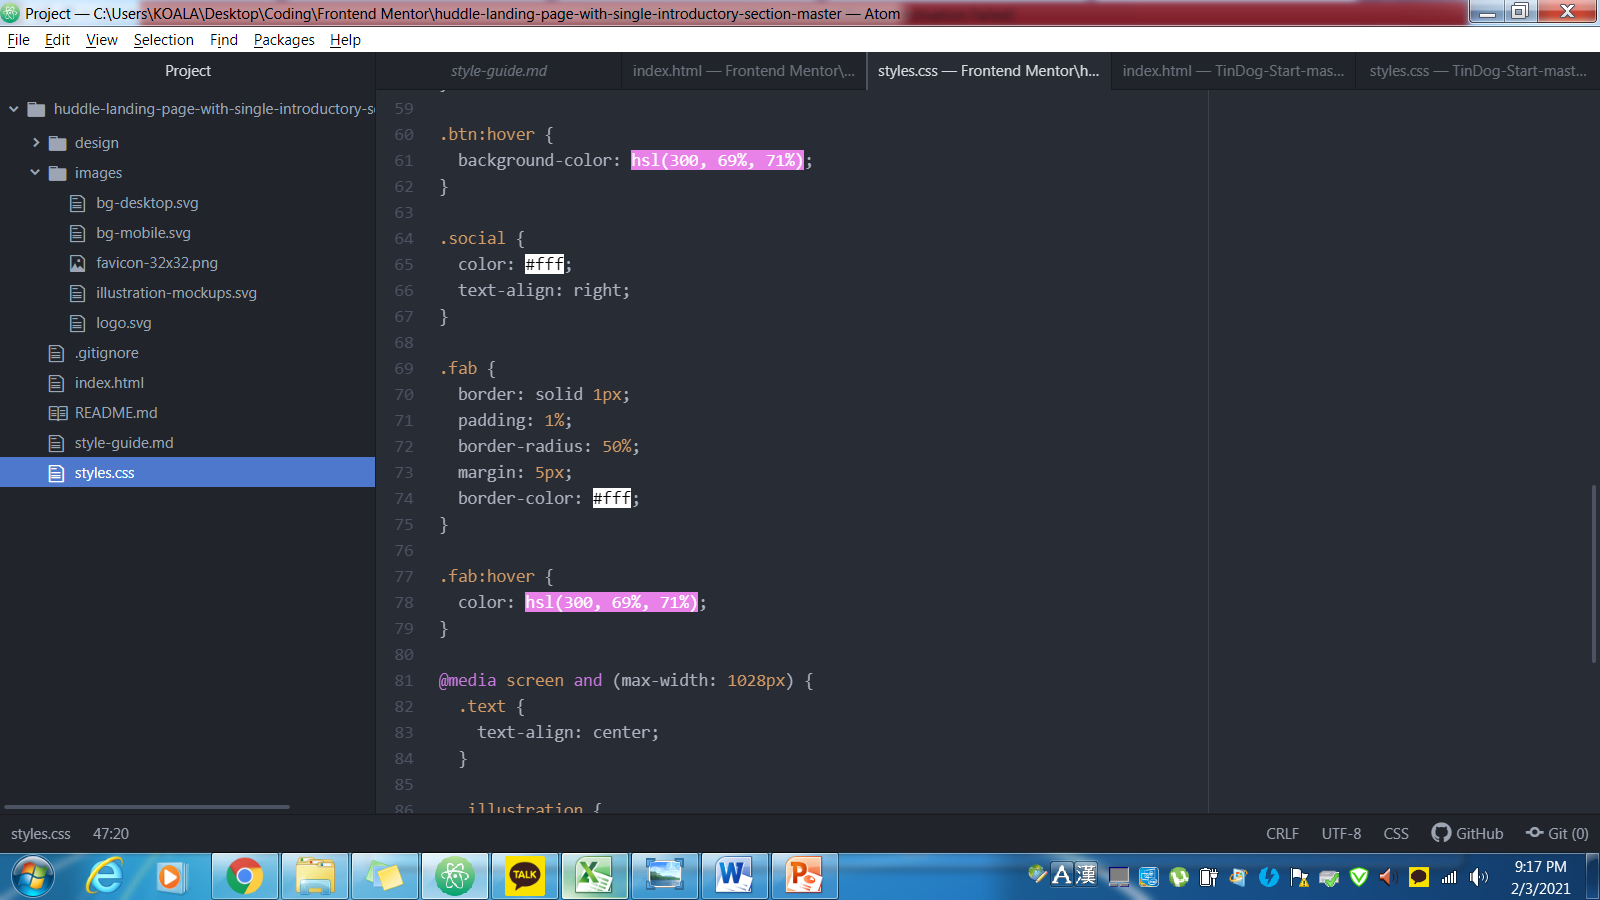 Project — C:\Users\KOALA\Desktop\Coding\Frontend Mentor\huddle-landing-page-with-single-introductory-section-master — Atom
File Edit View Selection Find Packages Help
Project
style-guide.md
index.html — Frontend Mentor\...
styles.css — Frontend Mentor\h...
index.html — TinDog-Start-mas...
styles.css — TinDog-Start-mast...
huddle-landing-page-with-single-introductory-s
design
images
bg-desktop.svg
bg-mobile.svg
favicon-32x32.png
illustration-mockups.svg
logo.svg
.gitignore
index.html
README.md
style-guide.md
styles.css
59
60 .btn:hover {
61 background-color: hsl(300, 69%, 71%);
62 }
63
64 .social {
65 color: #fff;
66 text-align: right;
67 }
68
69 .fab {
70 border: solid 1px;
71 padding: 1%;
72 border-radius: 50%;
73 margin: 5px;
74 border-color: #fff;
75 }
76
77 .fab:hover {
78 color: hsl(300, 69%, 71%);
79 }
80
81 @media screen and (max-width: 1028px) {
82 .text {
83 text-align: center;
84 }
85
86 illustration {
styles.css 47:20
CRLF UTF-8 CSS GitHub Git (0)
TALK
A 漢
9:17 PM
2/3/2021